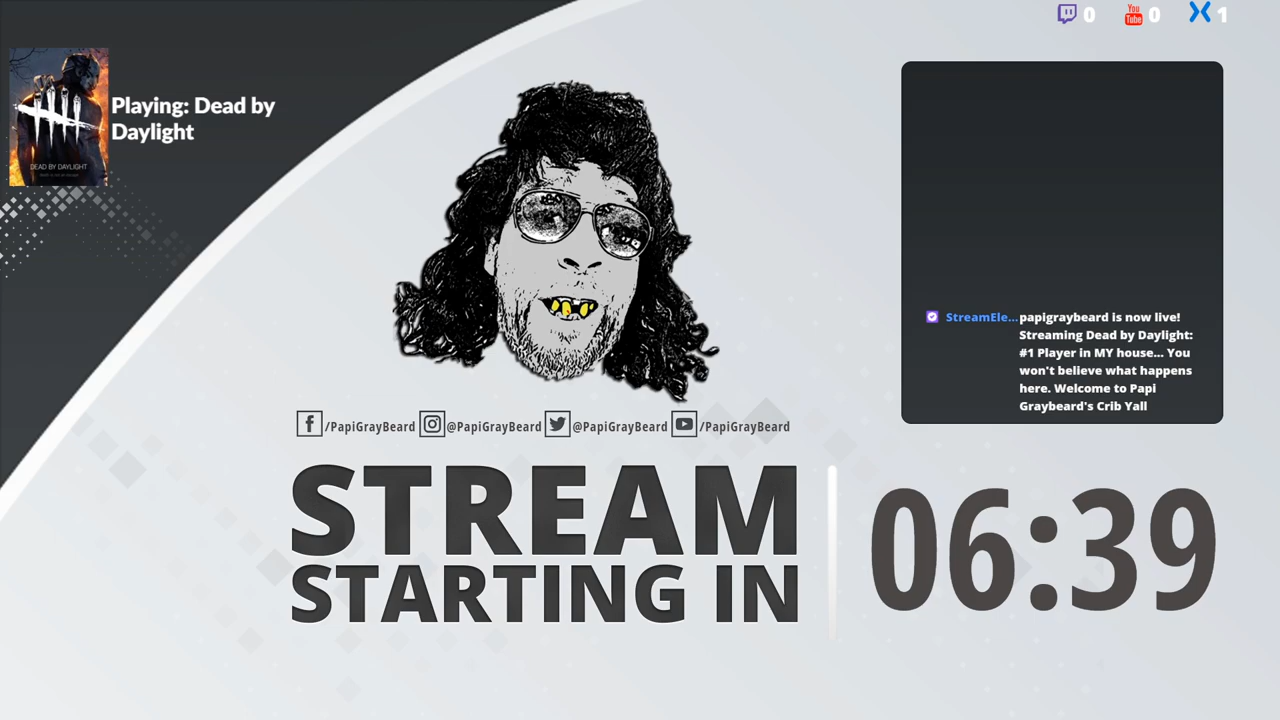 0 You Tube 0 1
Playing: Dead by
Daylight
DEAD BY DAYLIGHT
StreamEle... papigraybeard is now live!
Streaming Dead by Daylight:
#1 Player in MY house... You
won't believe what happens
here. Welcome to Papi
Graybeard's Crib Yall
/PapiGrayBeard @PapiGrayBeard @PapiGrayBeard /PapiGrayBeard
STREAM
STARTING IN
06:39